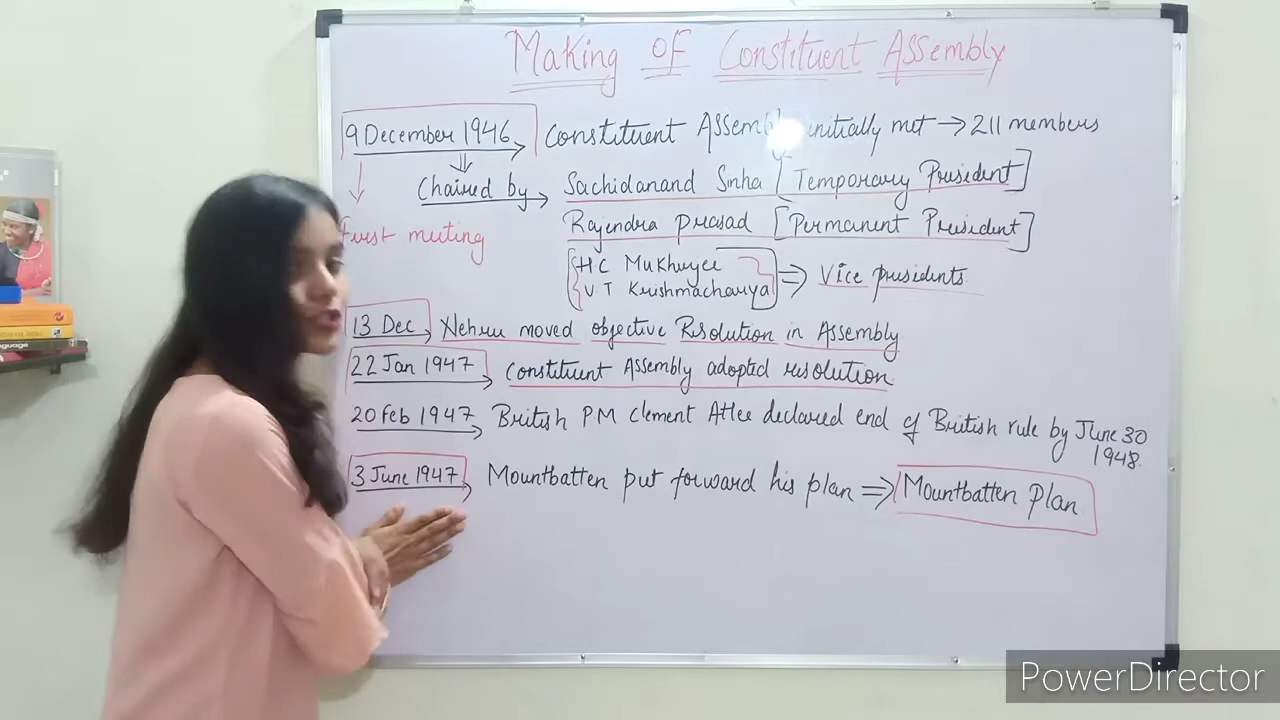 Making of Constituent Assembly
9 December 1946 → Constituent Assembly initially met → 211 members
⇓
Chaired by → Sachidanand Sinha [Temporary President]
First meeting
Rajendra Prasad [Permanent President]
H C Mukherjee
V T Krishmacharya ⇒ Vice presidents
13 Dec → Nehru moved objective Resolution in Assembly
22 Jan 1947 → Constituent Assembly adopted resolution
20 Feb 1947 → British PM Clement Atlee declared end of British rule by June 30
1948.
3 June 1947 → Mountbatten put forward his plan ⇒ Mountbatten Plan
PowerDirector